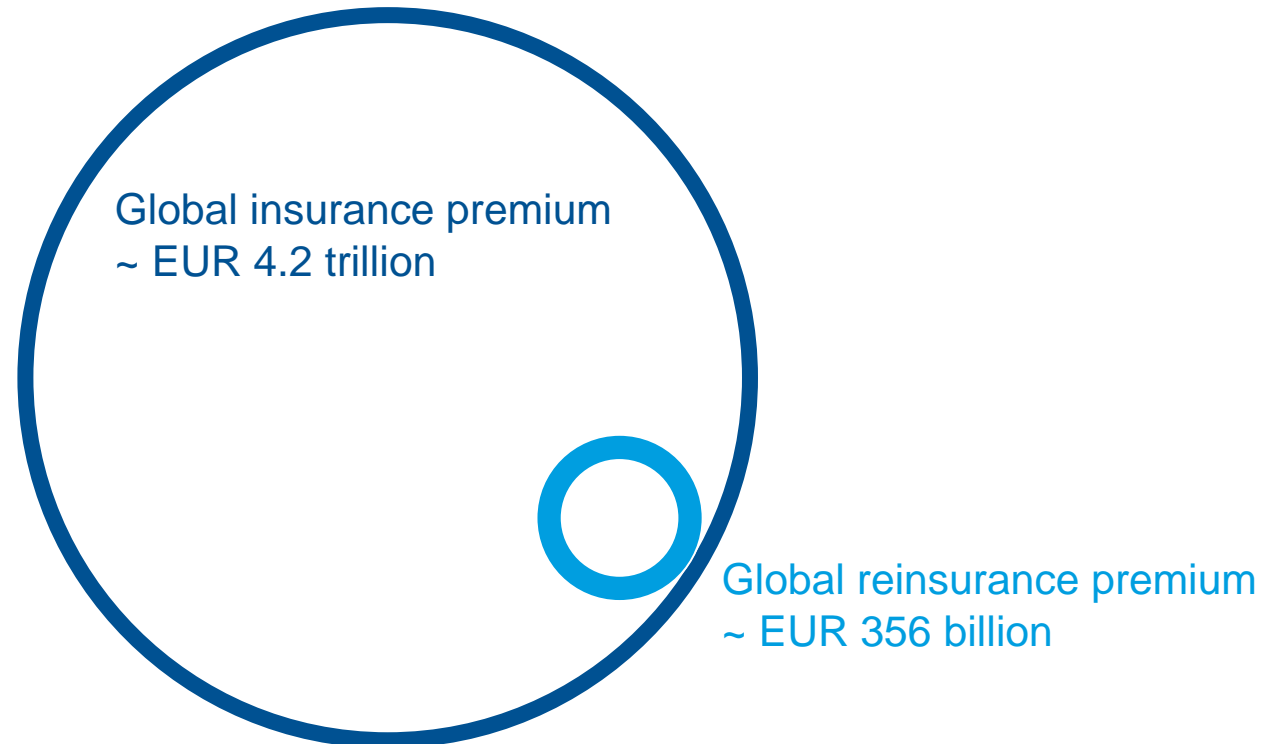 Global insurance premium
~ EUR 4.2 trillion
Global reinsurance premium
~ EUR 356 billion